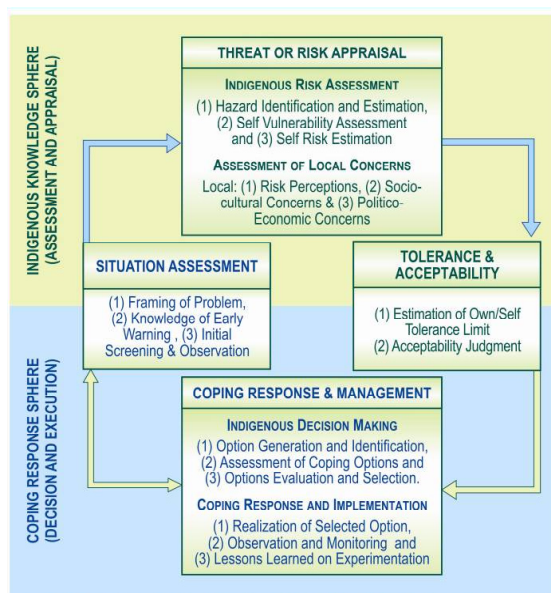 INDIGENOUS KNOWLEDGE SPHERE
(ASSESSMENT AND APPRAISAL)
THREAT OR RISK APPRAISAL
INDIGENOUS RISK ASSESSMENT
(1) Hazard Identification and Estimation,
(2) Self Vulnerability Assessment
and (3) Self Risk Estimation
ASSESSMENT OF LOCAL CONCERNS
Local: (1) Risk Perceptions, (2) Socio-
cultural Concerns & (3) Politico-
Economic Concerns
SITUATION ASSESSMENT
(1) Framing of Problem,
(2) Knowledge of Early
Warning , (3) Initial
Screening & Observation
TOLERANCE &
ACCEPTABILITY
(1) Estimation of Own/Self
Tolerance Limit
(2) Acceptability Judgment
COPING RESPONSE SPHERE
(DECISION AND EXECUTION)
COPING RESPONSE & MANAGEMENT
INDIGENOUS DECISION MAKING
(1) Option Generation and Identification,
(2) Assessment of Coping Options and
(3) Options Evaluation and Selection.
COPING RESPONSE AND IMPLEMENTATION
(1) Realization of Selected Option,
(2) Observation and Monitoring and
(3) Lessons Learned on Experimentation